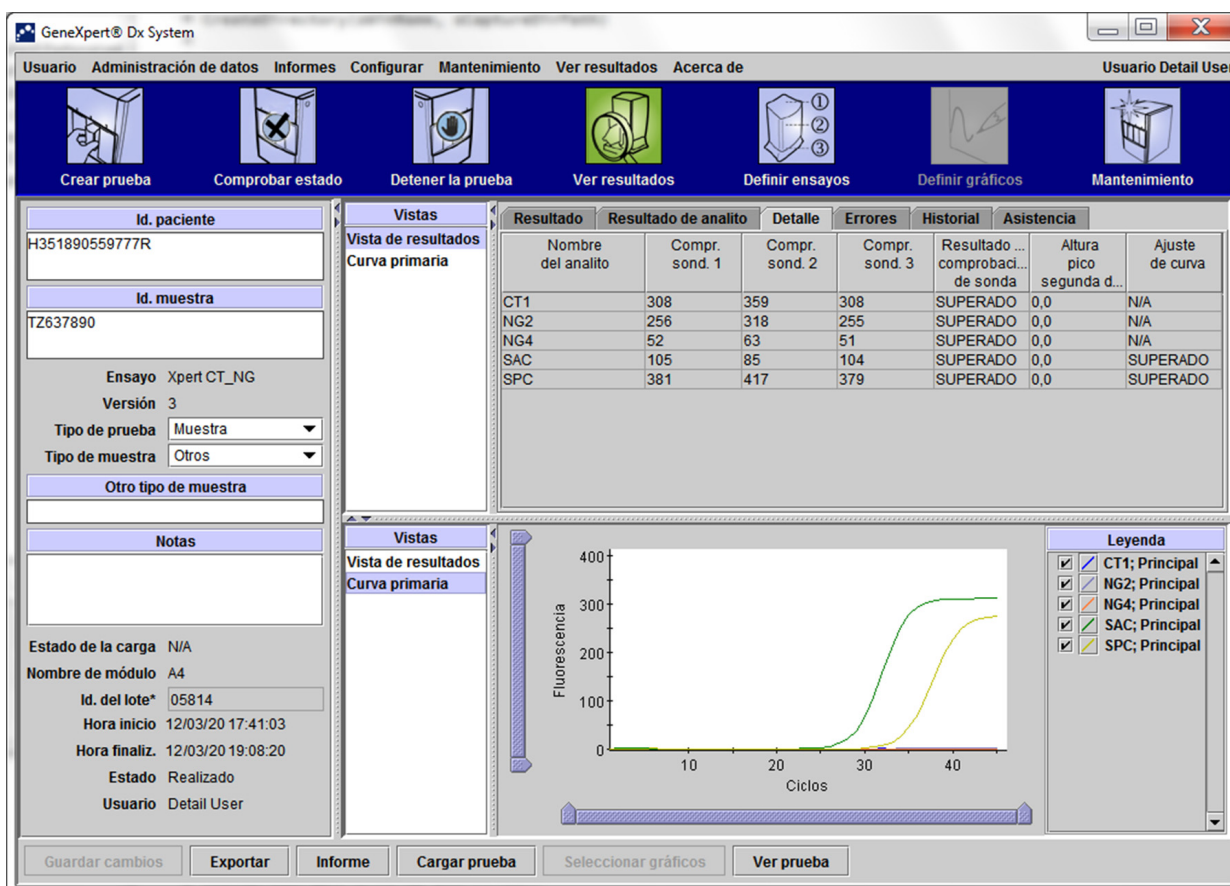 GeneXpert® Dx System
Usuario Administración de datos Informes Configurar Mantenimiento Ver resultados Acerca de Usuario Detail User
Crear prueba Comprobar estado Detener la prueba Ver resultados Definir ensayos Definir gráficos Mantenimiento
Id. paciente
H351890559777R
Id. muestra
TZ637890
Ensayo Xpert CT_NG
Versión 3
Tipo de prueba Muestra
Tipo de muestra Otros
Otro tipo de muestra
Notas
Estado de la carga N/A
Nombre de módulo A4
Id. del lote* 05814
Hora inicio 12/03/20 17:41:03
Hora finaliz. 12/03/20 19:08:20
Estado Realizado
Usuario Detail User
Vistas
Vista de resultados
Curva primaria
Resultado Resultado de analito Detalle Errores Historial Asistencia
Nombre del analito Compr. sond. 1 Compr. sond. 2 Compr. sond. 3 Resultado ... comprobaci... de sonda Altura pico segunda d... Ajuste de curva
CT1 308 359 308 SUPERADO 0,0 N/A
NG2 256 318 255 SUPERADO 0,0 N/A
NG4 52 63 51 SUPERADO 0,0 N/A
SAC 105 85 104 SUPERADO 0,0 SUPERADO
SPC 381 417 379 SUPERADO 0,0 SUPERADO
Vistas
Vista de resultados
Curva primaria
Fluorescencia
400
300
200
100
0
10 20 30 40
Ciclos
Leyenda
CT1; Principal
NG2; Principal
NG4; Principal
SAC; Principal
SPC; Principal
Guardar cambios Exportar Informe Cargar prueba Seleccionar gráficos Ver prueba